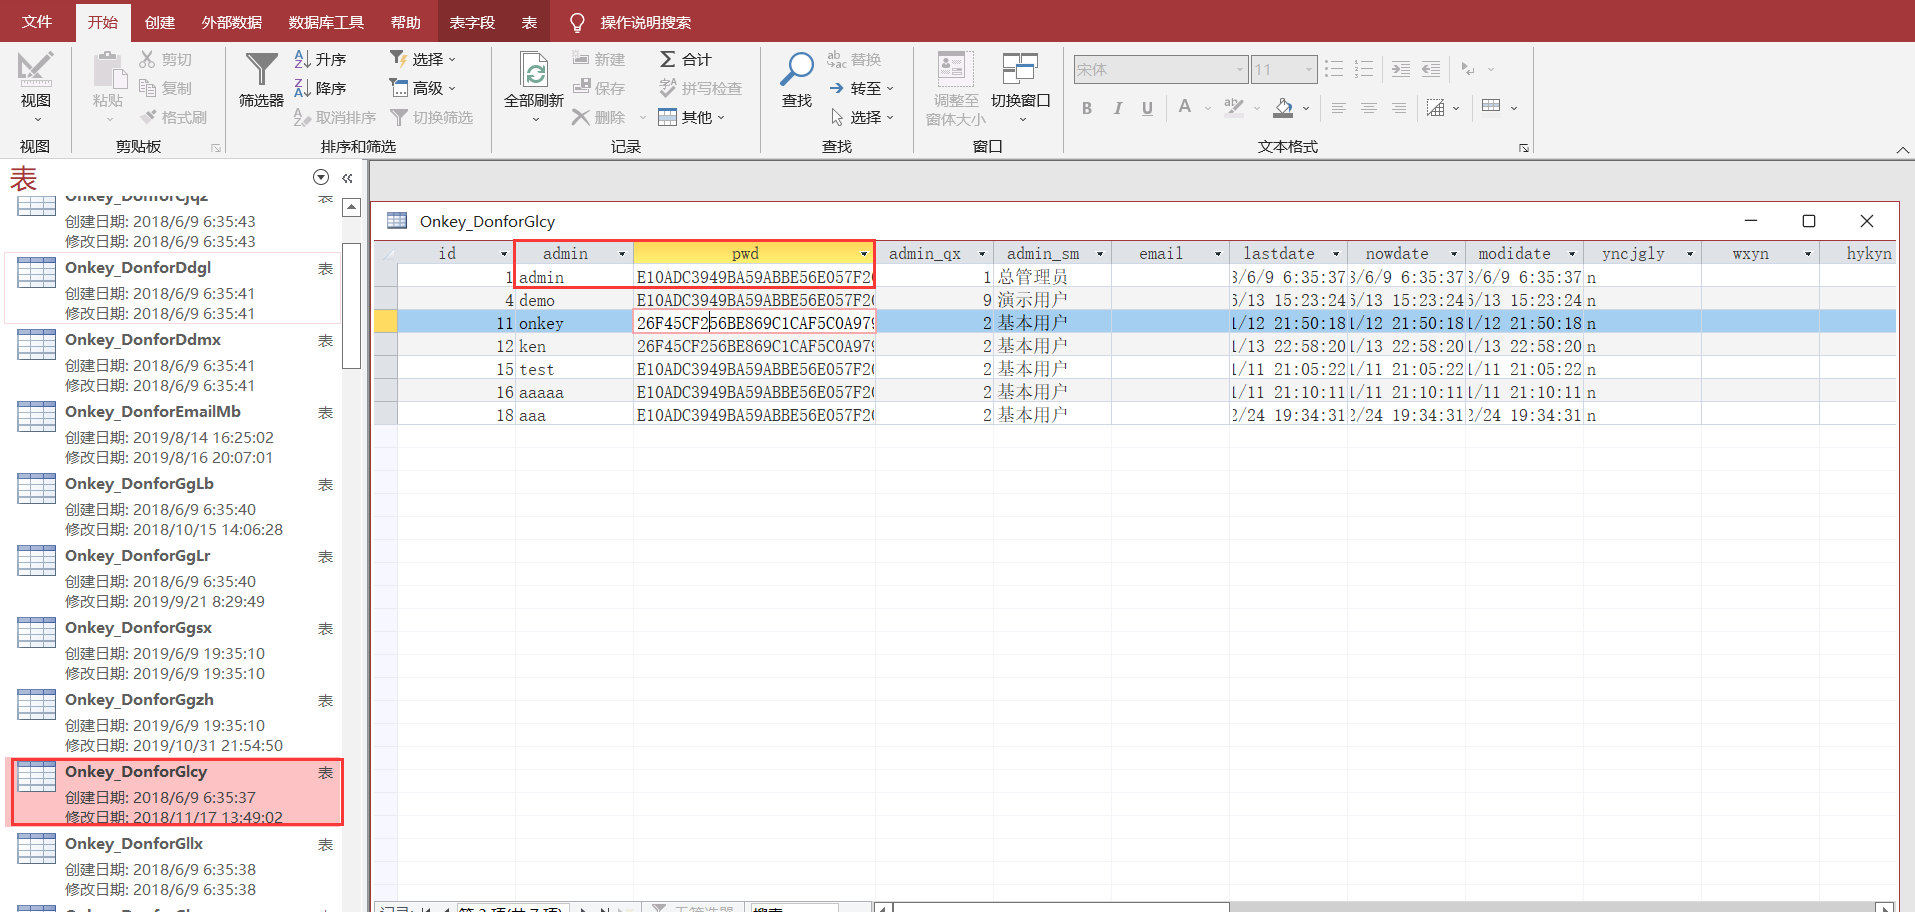 文件 开始 创建 外部数据 数据库工具 帮助 表字段 表 操作说明搜索
剪切 升序 选择 新建 合计 替换 宋体 11
复制 降序 高级 保存 拼写检查 转至
视图 粘贴 格式刷 筛选器 取消排序 切换筛选 全部刷新 删除 其他 查找 选择 调整至窗体大小 切换窗口 B I U A
视图 剪贴板 排序和筛选 记录 查找 窗口 文本格式
表
Onkey_DonforCjqz 表
创建日期: 2018/6/9 6:35:43
修改日期: 2018/6/9 6:35:43
Onkey_DonforDdgl 表
创建日期: 2018/6/9 6:35:41
修改日期: 2018/6/9 6:35:41
Onkey_DonforDdmx 表
创建日期: 2018/6/9 6:35:41
修改日期: 2018/6/9 6:35:41
Onkey_DonforEmailMb 表
创建日期: 2019/8/14 16:25:02
修改日期: 2019/8/16 20:07:01
Onkey_DonforGgLb 表
创建日期: 2018/6/9 6:35:40
修改日期: 2018/10/15 14:06:28
Onkey_DonforGgLr 表
创建日期: 2018/6/9 6:35:40
修改日期: 2019/9/21 8:29:49
Onkey_DonforGgsx 表
创建日期: 2019/6/9 19:35:10
修改日期: 2019/6/9 19:35:10
Onkey_DonforGgzh 表
创建日期: 2019/6/9 19:35:10
修改日期: 2019/10/31 21:54:50
Onkey_DonforGlcy 表
创建日期: 2018/6/9 6:35:37
修改日期: 2018/11/17 13:49:02
Onkey_DonforGllx 表
创建日期: 2018/6/9 6:35:38
修改日期: 2018/6/9 6:35:38
Onkey_DonforGlcy
id admin pwd admin_qx admin_sm email lastdate nowdate modidate yncjgly wxyn hykyn
1 admin E10ADC3949BA59ABBE56E057F20 1 总管理员 3/6/9 6:35:37 3/6/9 6:35:37 3/6/9 6:35:37 n
4 demo E10ADC3949BA59ABBE56E057F20 9 演示用户 6/13 15:23:24 6/13 15:23:24 6/13 15:23:24 n
11 onkey 26F45CF256BE869C1CAF5C0A979 2 基本用户 1/12 21:50:18 1/12 21:50:18 1/12 21:50:18 n
12 ken 26F45CF256BE869C1CAF5C0A979 2 基本用户 1/13 22:58:20 1/13 22:58:20 1/13 22:58:20 n
15 test E10ADC3949BA59ABBE56E057F20 2 基本用户 1/11 21:05:22 1/11 21:05:22 1/11 21:05:22 n
16 aaaaa E10ADC3949BA59ABBE56E057F20 2 基本用户 1/11 21:10:11 1/11 21:10:11 1/11 21:10:11 n
18 aaa E10ADC3949BA59ABBE56E057F20 2 基本用户 2/24 19:34:31 2/24 19:34:31 2/24 19:34:31 n